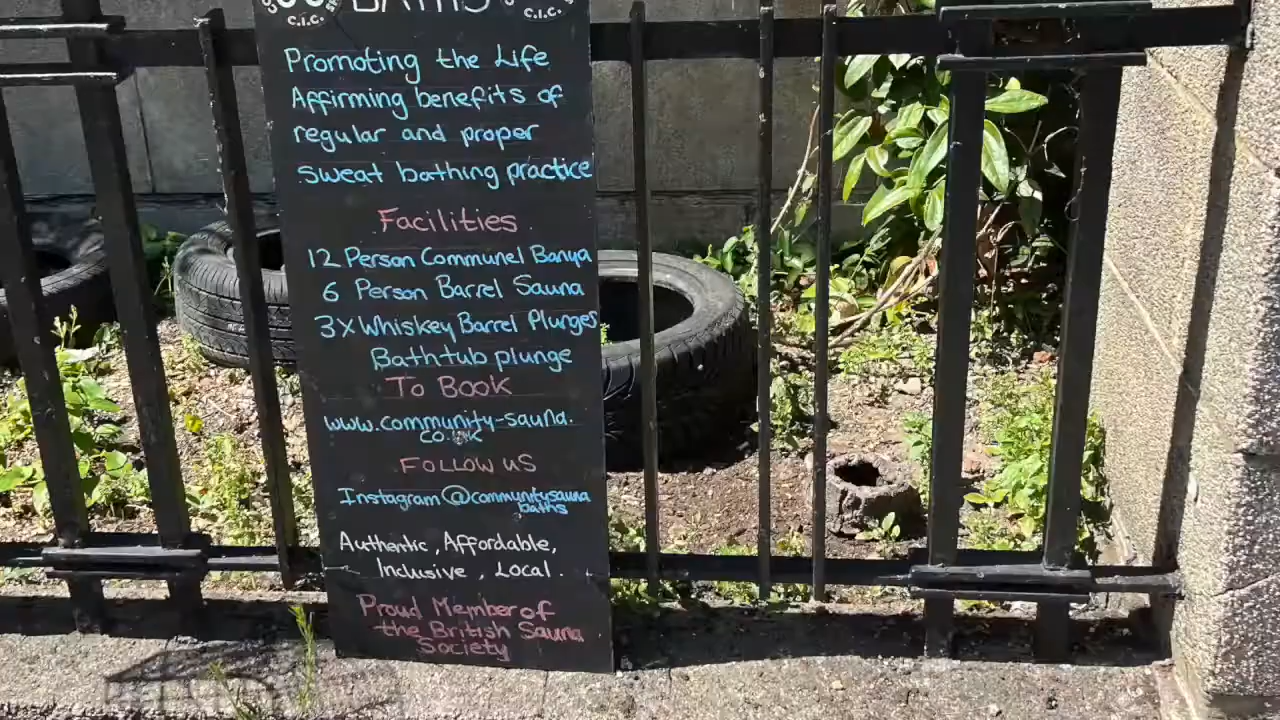 BATHS
C.I.C. C.I.C.
Promoting the Life
Affirming benefits of
regular and proper
sweat bathing practice
Facilities
12 Person Communel Banya
6 Person Barrel Sauna
3x Whiskey Barrel Plunges
Bathtub plunge
To Book
www.community-sauna.
co.uk
Follow us
Instagram @communitysauna
baths
Authentic, Affordable,
Inclusive, Local.
Proud Member of
the British Sauna
Society